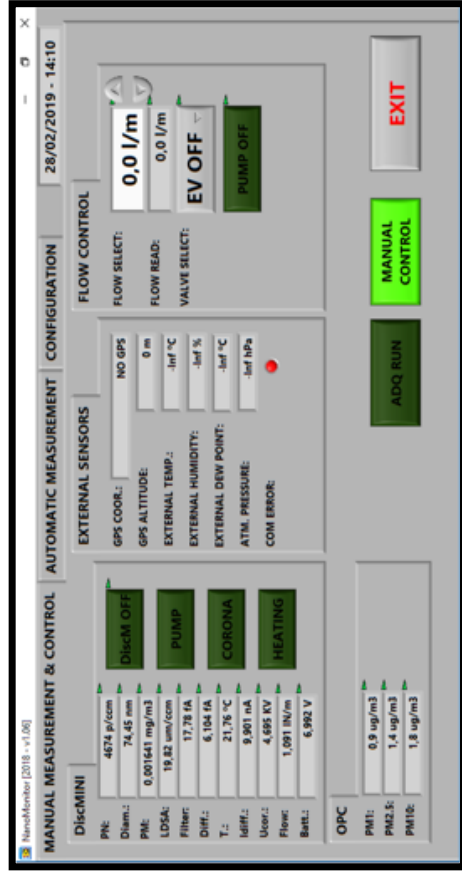 NanoMonitor [2018 - v1.06]
MANUAL MEASUREMENT & CONTROL AUTOMATIC MEASUREMENT CONFIGURATION 28/02/2019 - 14:10
DiscMINI
PN: 4674 p/ccm
Diam.: 74,45 nm
PM: 0,001641 mg/m3
LDSA: 19,82 um/ccm
Filter: 17,78 fA
Diff.: 6,104 fA
T.: 21,76 ºC
Idiff.: 9,901 nA
Ucor.: 4,695 KV
Flow: 1,091 lN/m
Batt.: 6,992 V
DiscM OFF
PUMP
CORONA
HEATING
EXTERNAL SENSORS
GPS COOR.: NO GPS
GPS ALTITUDE: 0 m
EXTERNAL TEMP.: -Inf ºC
EXTERNAL HUMIDITY: -Inf %
EXTERNAL DEW POINT: -Inf ºC
ATM. PRESSURE: -Inf hPa
COM ERROR:
FLOW CONTROL
FLOW SELECT: 0,0 l/m
FLOW READ: 0,0 l/m
VALVE SELECT: EV OFF
PUMP OFF
OPC
PM1: 0,9 ug/m3
PM2.5: 1,4 ug/m3
PM10: 1,8 ug/m3
ADQ RUN
MANUAL
CONTROL
EXIT